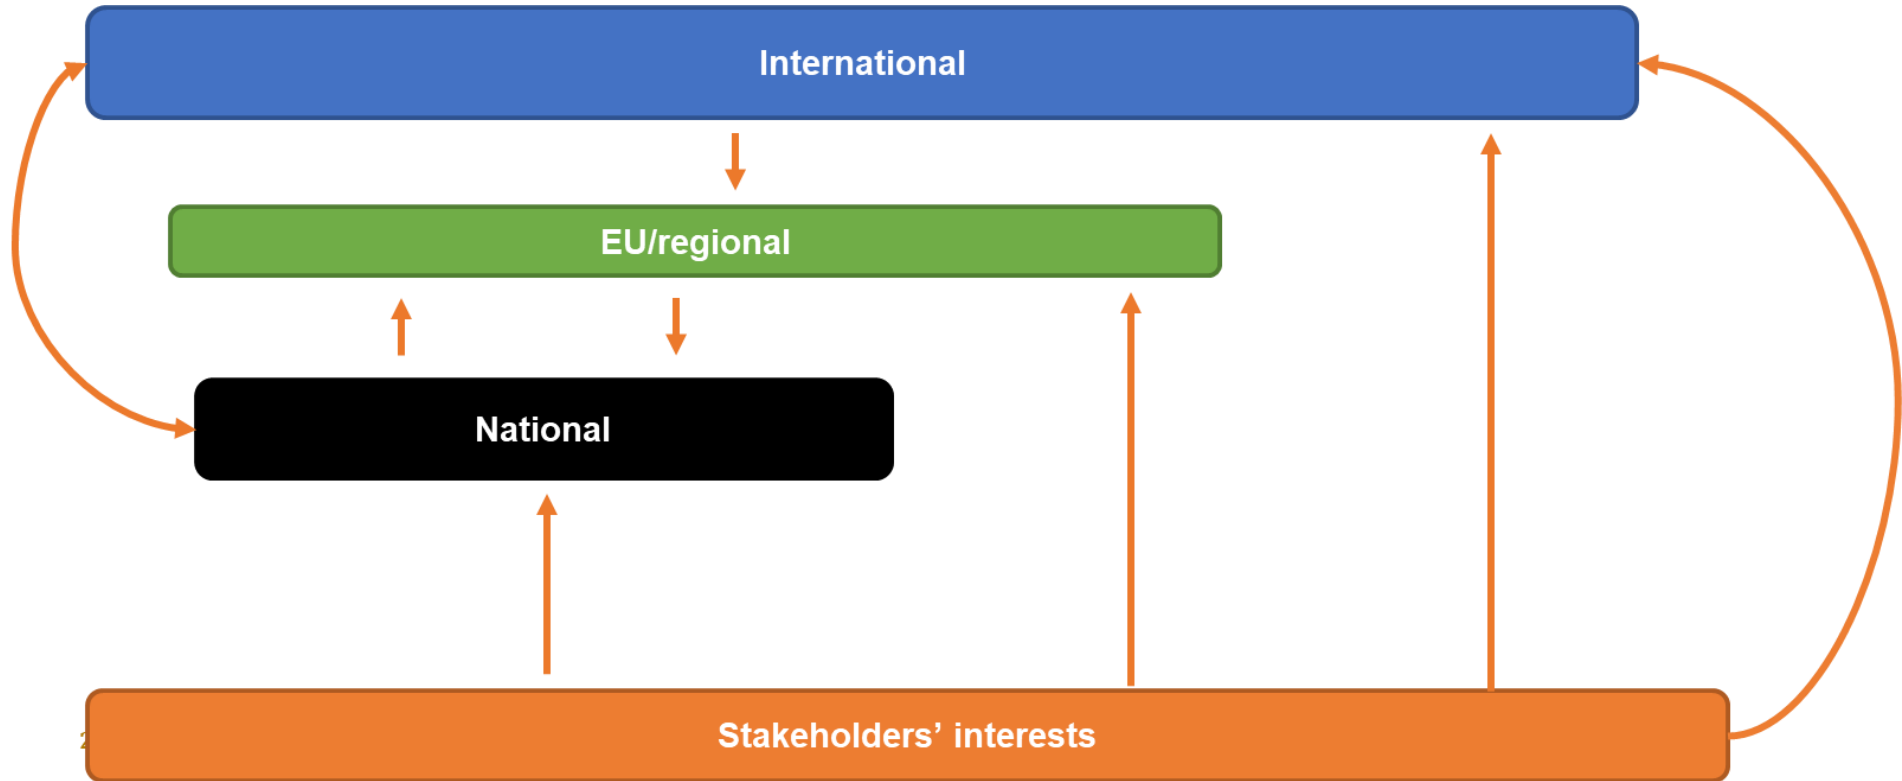 International
EU/regional
National
Stakeholders’ interests